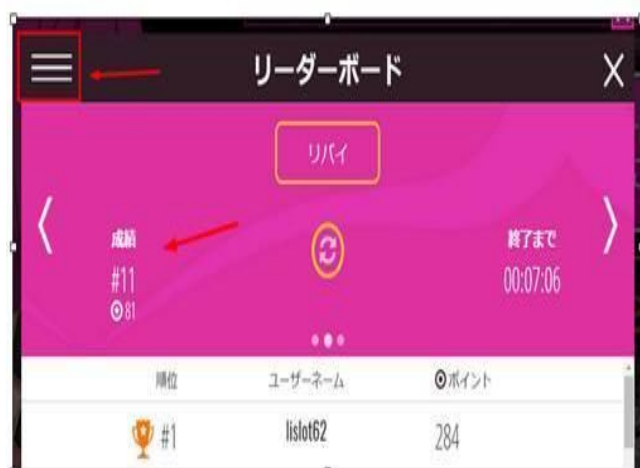 リーダーボード
リバイ
成績
#11
81
終了まで
00:07:06
順位 ユーザーネーム ポイント
#1 lislot62 284